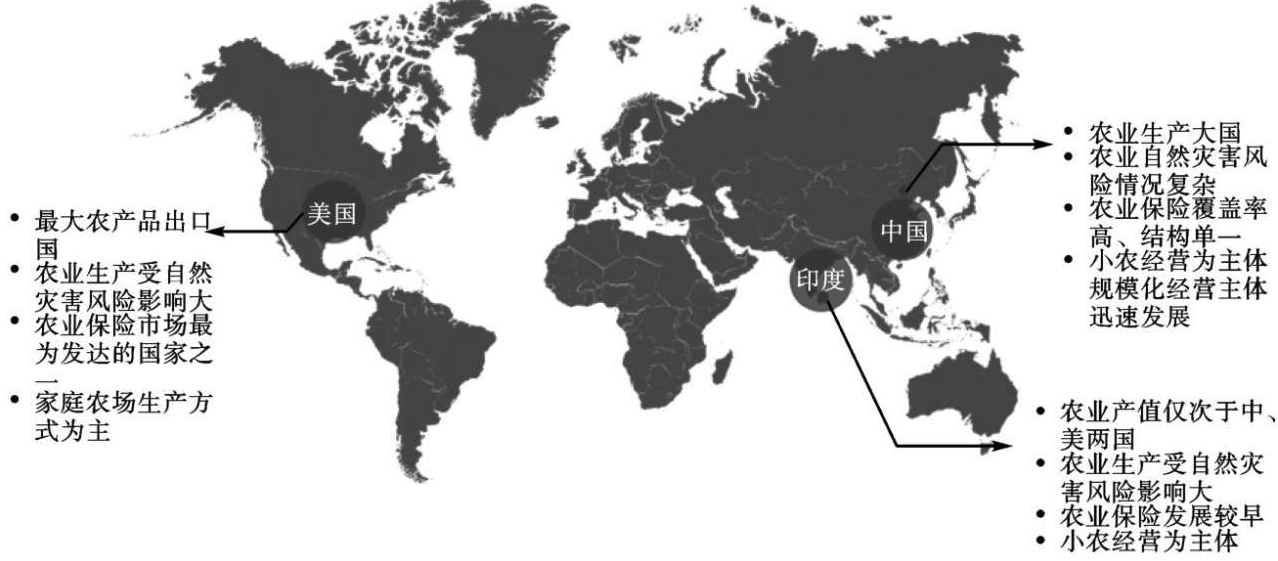 美国
• 最大农产品出口
国
• 农业生产受自然
灾害风险影响大
• 农业保险市场最
为发达的国家之
一
• 家庭农场生产方
式为主
中国
• 农业生产大国
• 农业自然灾害风
险情况复杂
• 农业保险覆盖率
高、结构单一
• 小农经营为主体
规模化经营主体
迅速发展
印度
• 农业产值仅次于中、
美两国
• 农业生产受自然灾
害风险影响大
• 农业保险发展较早
• 小农经营为主体